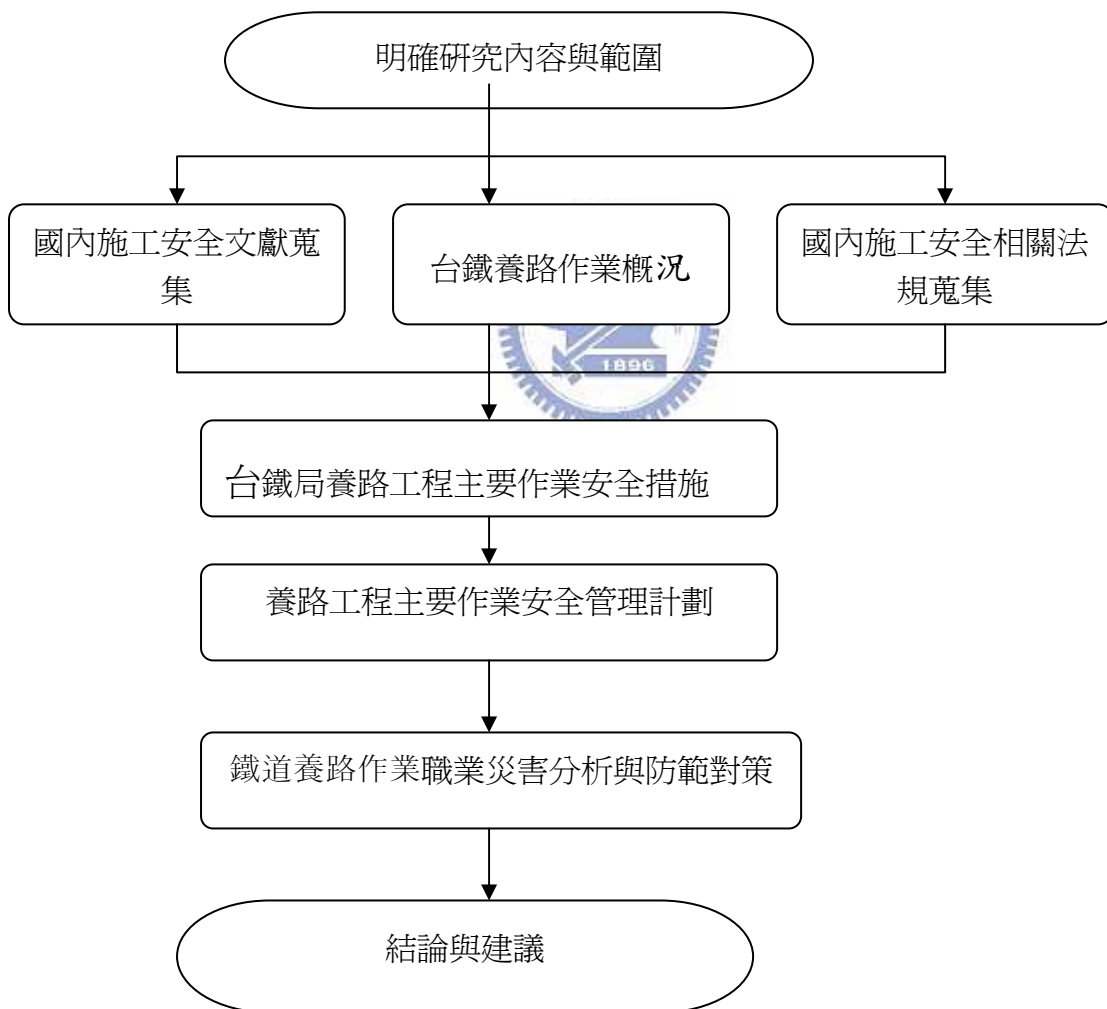 明確研究內容與範圍
國內施工安全文獻蒐
集
台鐵養路作業概況
國內施工安全相關法
規蒐集
1896
台鐵局養路工程主要作業安全措施
養路工程主要作業安全管理計劃
鐵道養路作業職業災害分析與防範對策
結論與建議